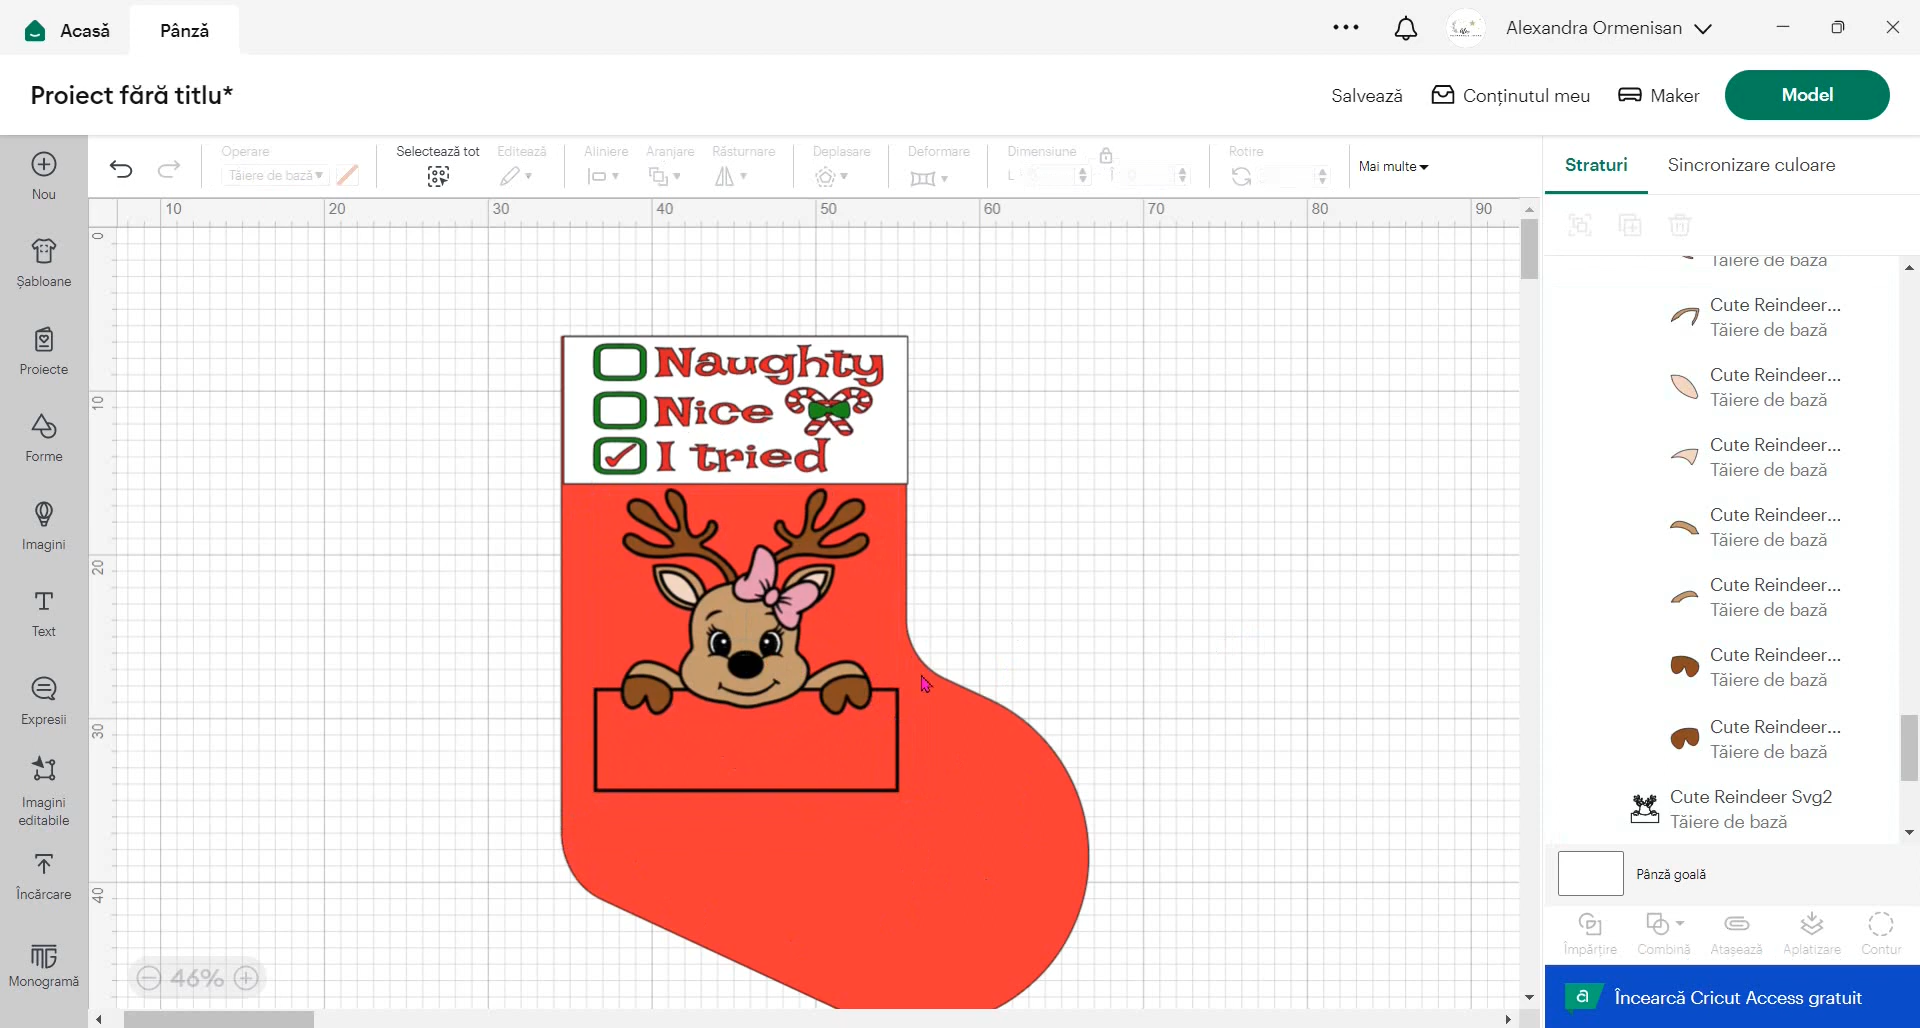 Acasă
Pânză
Alexandra Ormenisan
Proiect fără titlu*
Salvează
Conținutul meu
Maker
Model
Nou
Șabloane
Proiecte
Forme
Imagini
Text
Expresii
Imagini
editabile
Încărcare
Monogramă
Operare
Tăiere de bază
Selectează tot
Editează
Aliniere
Aranjare
Răsturnare
Deplasare
Deformare
Dimensiune
L
Î 0
Rotire
Mai multe
10 20 30 40 50 60 70 80 90
0
10
20
30
40
Naughty
Nice
I tried
46%
Straturi
Sincronizare culoare
Tăiere de bază
Cute Reindeer...
Tăiere de bază
Cute Reindeer...
Tăiere de bază
Cute Reindeer...
Tăiere de bază
Cute Reindeer...
Tăiere de bază
Cute Reindeer...
Tăiere de bază
Cute Reindeer...
Tăiere de bază
Cute Reindeer...
Tăiere de bază
Cute Reindeer Svg2
Tăiere de bază
Pânză goală
Împărțire
Combină
Atașează
Aplatizare
Contur
a
Încearcă Cricut Access gratuit